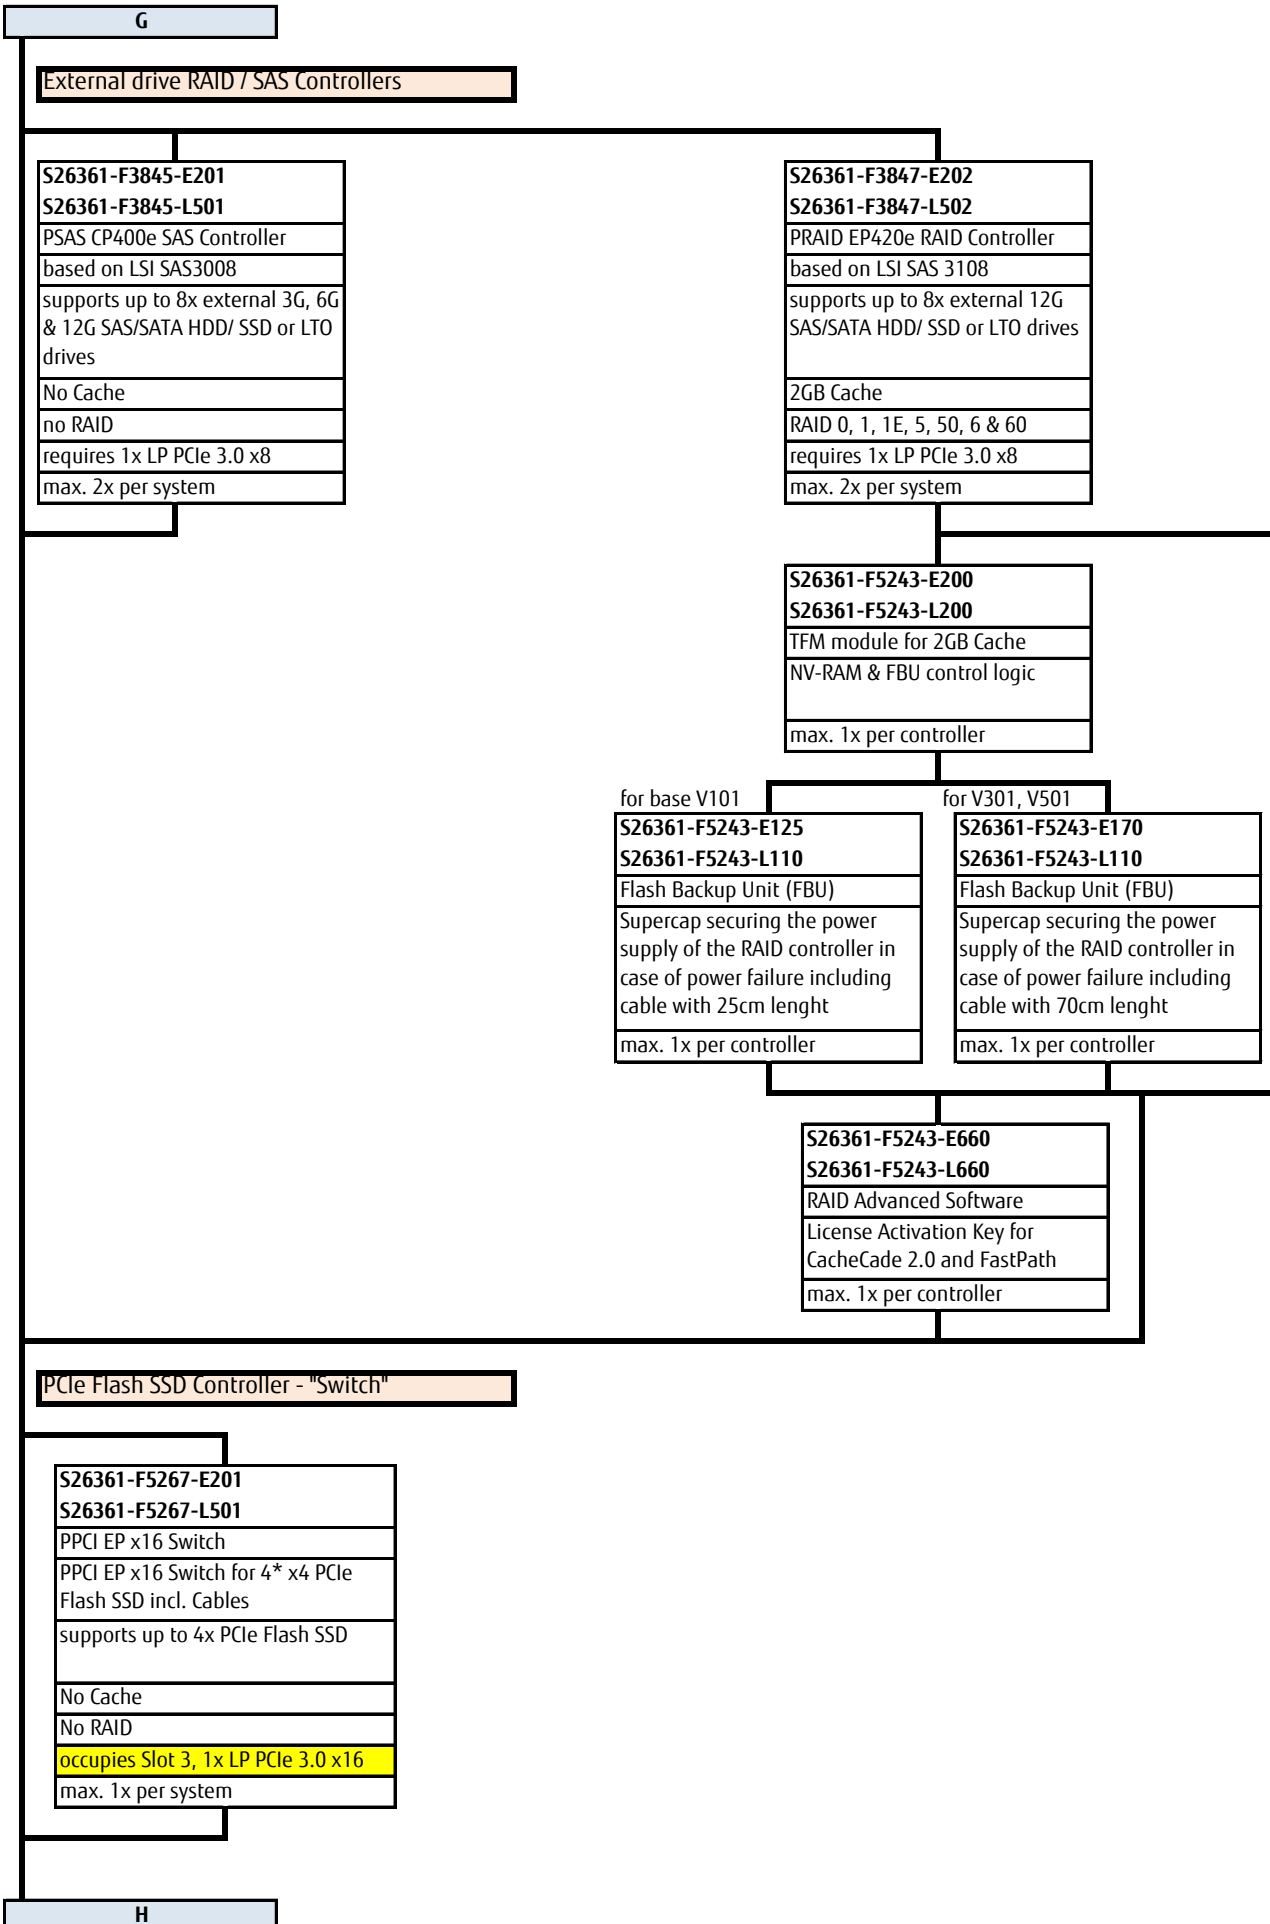 G
External drive RAID / SAS Controllers
S26361-F3845-E201
S26361-F3845-L501
PSAS CP400e SAS Controller
based on LSI SAS3008
supports up to 8x external 3G, 6G
& 12G SAS/SATA HDD/ SSD or LTO
drives
No Cache
no RAID
requires 1x LP PCIe 3.0 x8
max. 2x per system
S26361-F3847-E202
S26361-F3847-L502
PRAID EP420e RAID Controller
based on LSI SAS 3108
supports up to 8x external 12G
SAS/SATA HDD/ SSD or LTO drives
2GB Cache
RAID 0, 1, 1E, 5, 50, 6 & 60
requires 1x LP PCIe 3.0 x8
max. 2x per system
S26361-F5243-E200
S26361-F5243-L200
TFM module for 2GB Cache
NV-RAM & FBU control logic
max. 1x per controller
for base V101
S26361-F5243-E125
S26361-F5243-L110
Flash Backup Unit (FBU)
Supercap securing the power
supply of the RAID controller in
case of power failure including
cable with 25cm lenght
max. 1x per controller
for V301, V501
S26361-F5243-E170
S26361-F5243-L110
Flash Backup Unit (FBU)
Supercap securing the power
supply of the RAID controller in
case of power failure including
cable with 70cm lenght
max. 1x per controller
S26361-F5243-E660
S26361-F5243-L660
RAID Advanced Software
License Activation Key for
CacheCade 2.0 and FastPath
max. 1x per controller
PCIe Flash SSD Controller - "Switch"
S26361-F5267-E201
S26361-F5267-L501
PPCI EP x16 Switch
PPCI EP x16 Switch for 4* x4 PCIe
Flash SSD incl. Cables
supports up to 4x PCIe Flash SSD
No Cache
No RAID
occupies Slot 3, 1x LP PCIe 3.0 x16
max. 1x per system
H